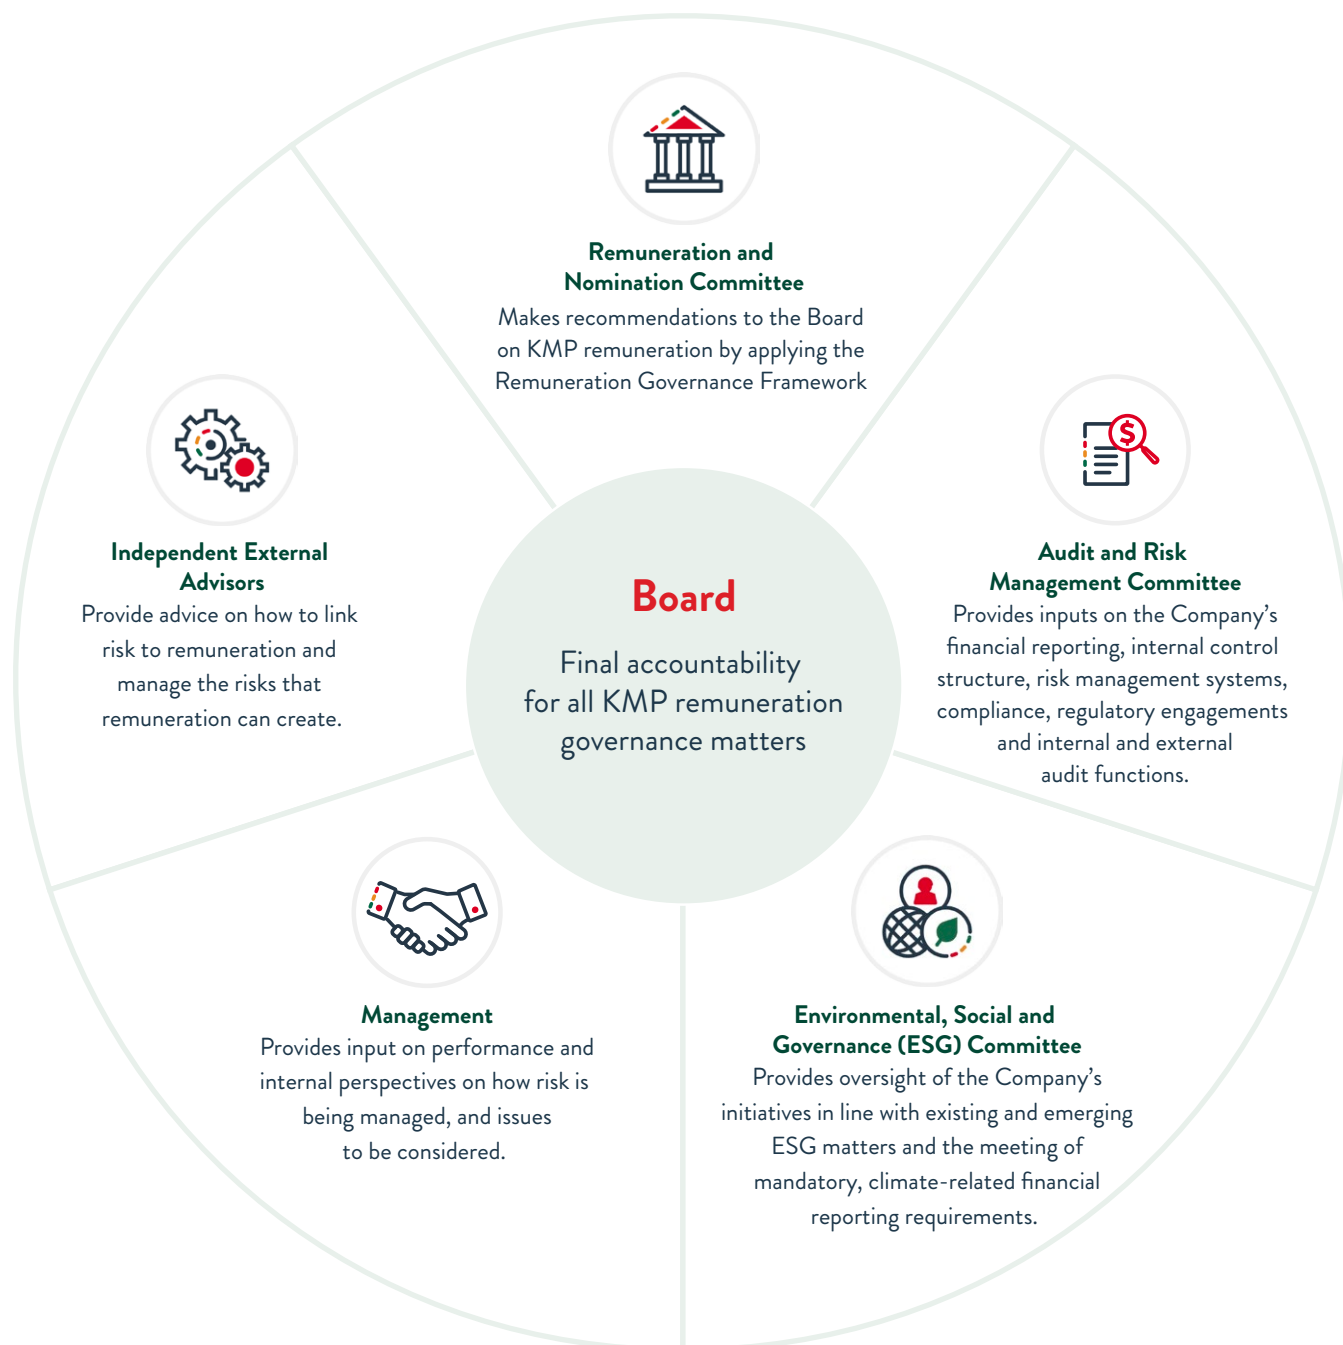 Remuneration and
Nomination Committee
Makes recommendations to the Board
on KMP remuneration by applying the
Remuneration Governance Framework
Independent External
Advisors
Provide advice on how to link
risk to remuneration and
manage the risks that
remuneration can create.
Board
Final accountability
for all KMP remuneration
governance matters
$
Audit and Risk
Management Committee
Provides inputs on the Company's
financial reporting, internal control
structure, risk management systems,
compliance, regulatory engagements
and internal and external
audit functions.
Management
Provides input on performance and
internal perspectives on how risk is
being managed, and issues
to be considered.
Environmental, Social and
Governance (ESG) Committee
Provides oversight of the Company's
initiatives in line with existing and emerging
ESG matters and the meeting of
mandatory, climate-related financial
reporting requirements.